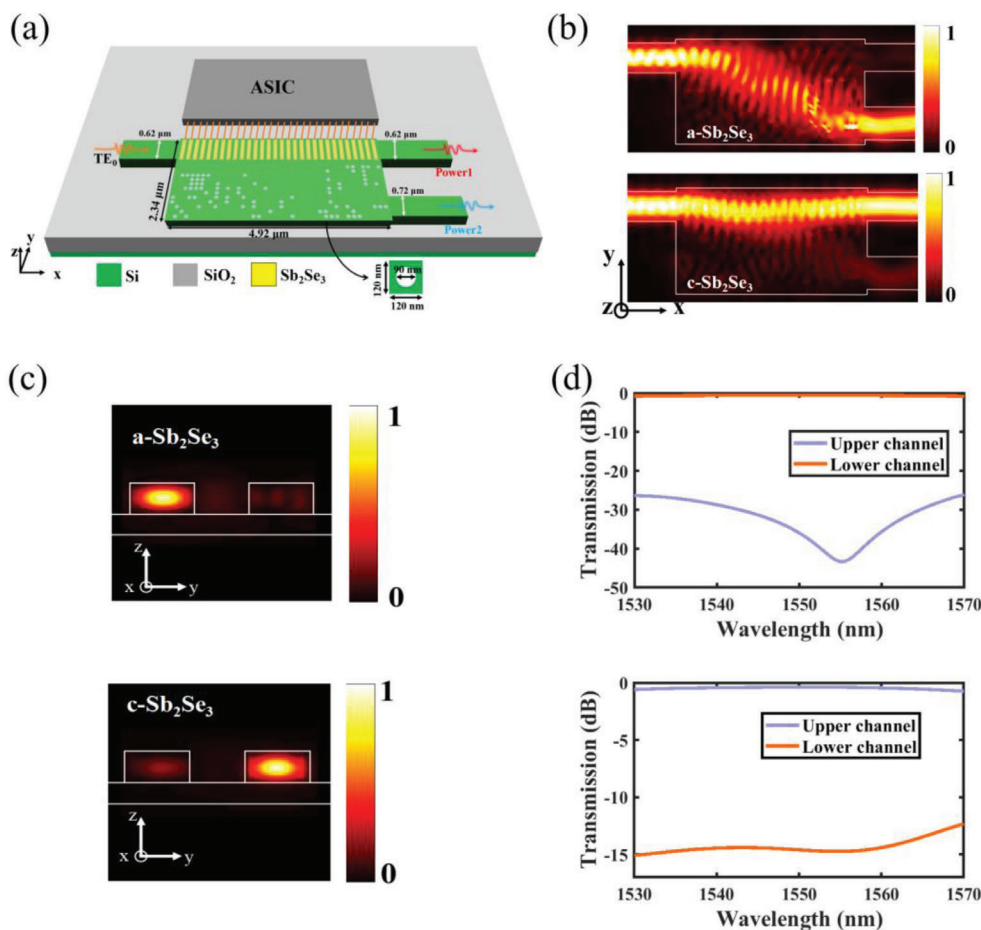 (a)
ASIC
0.62 μm
0.62 μm
TE₀
Power1
2.34 μm
0.72 μm
Power2
4.92 μm
z
y
x
Si
SiO₂
Sb₂Se₃
90 nm
120 nm
120 nm
(b)
a-Sb₂Se₃
1
0
y
c-Sb₂Se₃
z
x
1
0
(c)
a-Sb₂Se₃
1
z
x
y
0
c-Sb₂Se₃
1
z
x
y
0
(d)
Transmission (dB)
0
-10
-20
-30
-40
-50
Upper channel
Lower channel
1530
1540
1550
1560
1570
Wavelength (nm)
Transmission (dB)
0
-5
-10
-15
Upper channel
Lower channel
1530
1540
1550
1560
1570
Wavelength (nm)